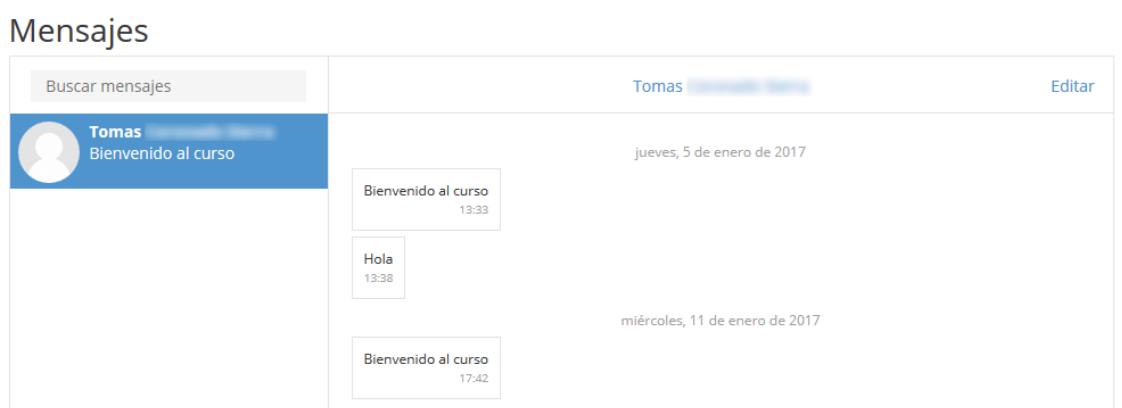 Mensajes
Buscar mensajes
Tomas
Editar
Tomas
Bienvenido al curso
jueves, 5 de enero de 2017
Bienvenido al curso
13:33
Hola
13:38
miércoles, 11 de enero de 2017
Bienvenido al curso
17:42